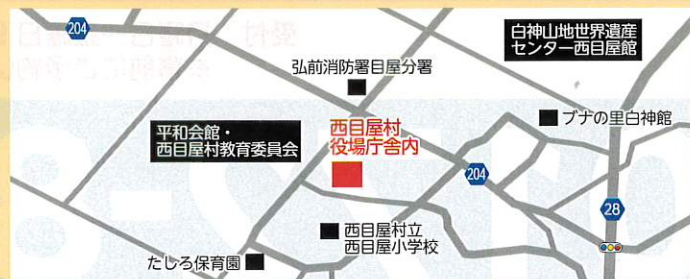 204
白神山地世界遺産
センター西目屋館
弘前消防署目屋分署
ブナの里白神館
平和会館・
西目屋村教育委員会
西目屋村
役場庁舎内
204
28
西目屋村立
西目屋小学校
たしろ保育園